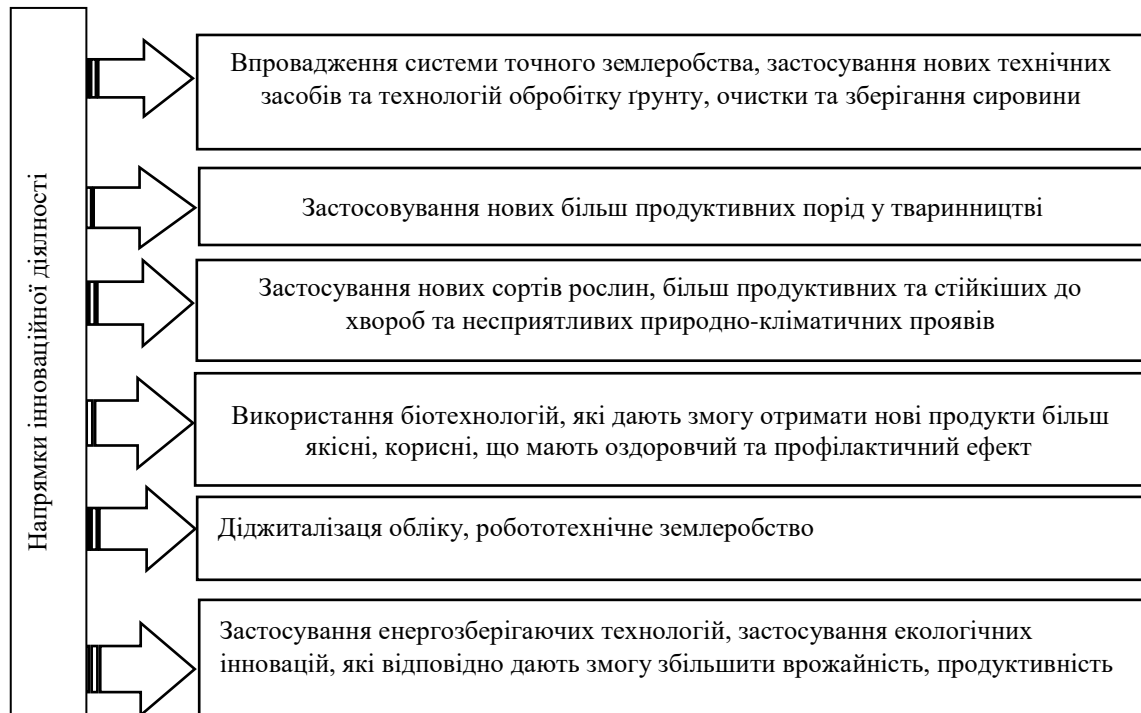 Напрямки інноваційної діялності
Впровадження системи точного землеробства, застосування нових технічних
засобів та технологій обробітку ґрунту, очистки та зберігання сировини
Застосовування нових більш продуктивних порід у тваринництві
Застосування нових сортів рослин, більш продуктивних та стійкіших до
хвороб та несприятливих природно-кліматичних проявів
Використання біотехнологій, які дають змогу отримати нові продукти більш
якісні, корисні, що мають оздоровчий та профілактичний ефект
Діджиталізаця обліку, робототехнічне землеробство
Застосування енергозберігаючих технологій, застосування екологічних
інновацій, які відповідно дають змогу збільшити врожайність, продуктивність